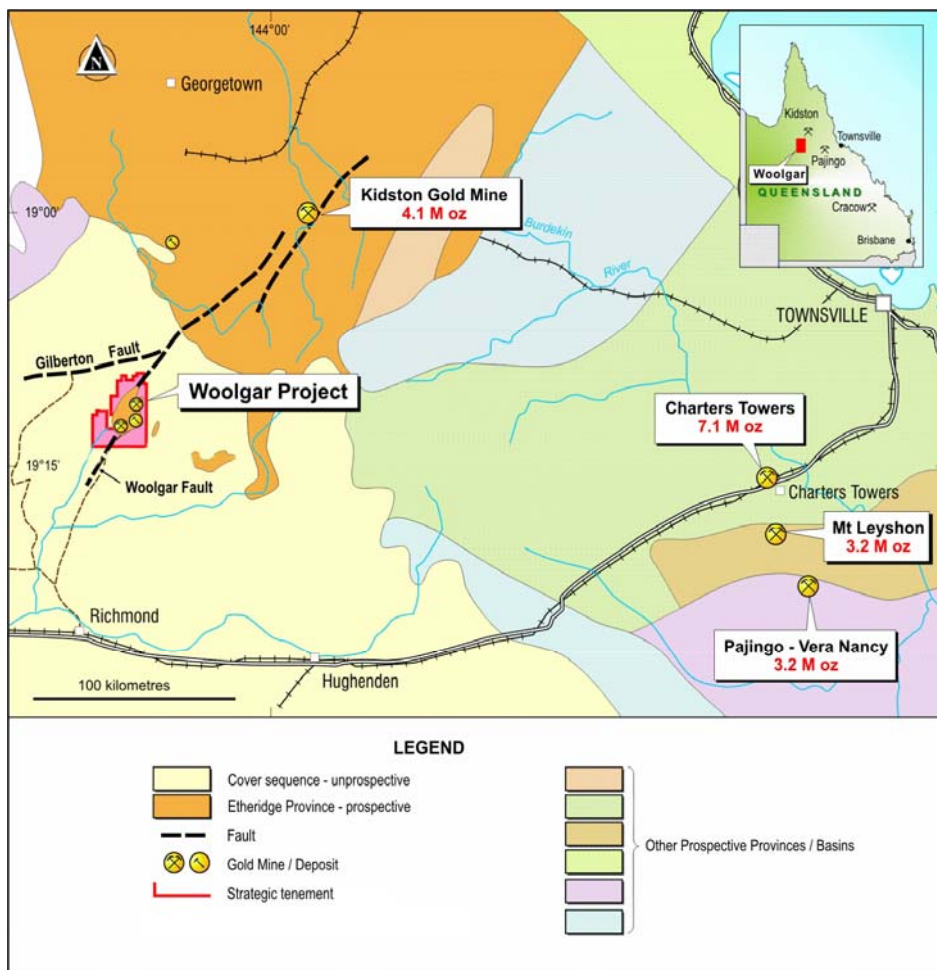 144°00'
N
Georgetown
Kidston
Townsville
Pajingo
Woolgar
QUEENSLAND
Cracow
Brisbane
Kidston Gold Mine
4.1 M oz
19°00'
Burdekin
River
TOWNSVILLE
Gilberton Fault
Woolgar Project
Charters Towers
7.1 M oz
19°15'
Woolgar Fault
Charters Towers
Mt Leyshon
3.2 M oz
Richmond
Pajingo - Vera Nancy
3.2 M oz
Hughenden
100 kilometres
LEGEND
Cover sequence - unprospective
Etheridge Province - prospective
Fault
Gold Mine / Deposit
Strategic tenement
Other Prospective Provinces / Basins